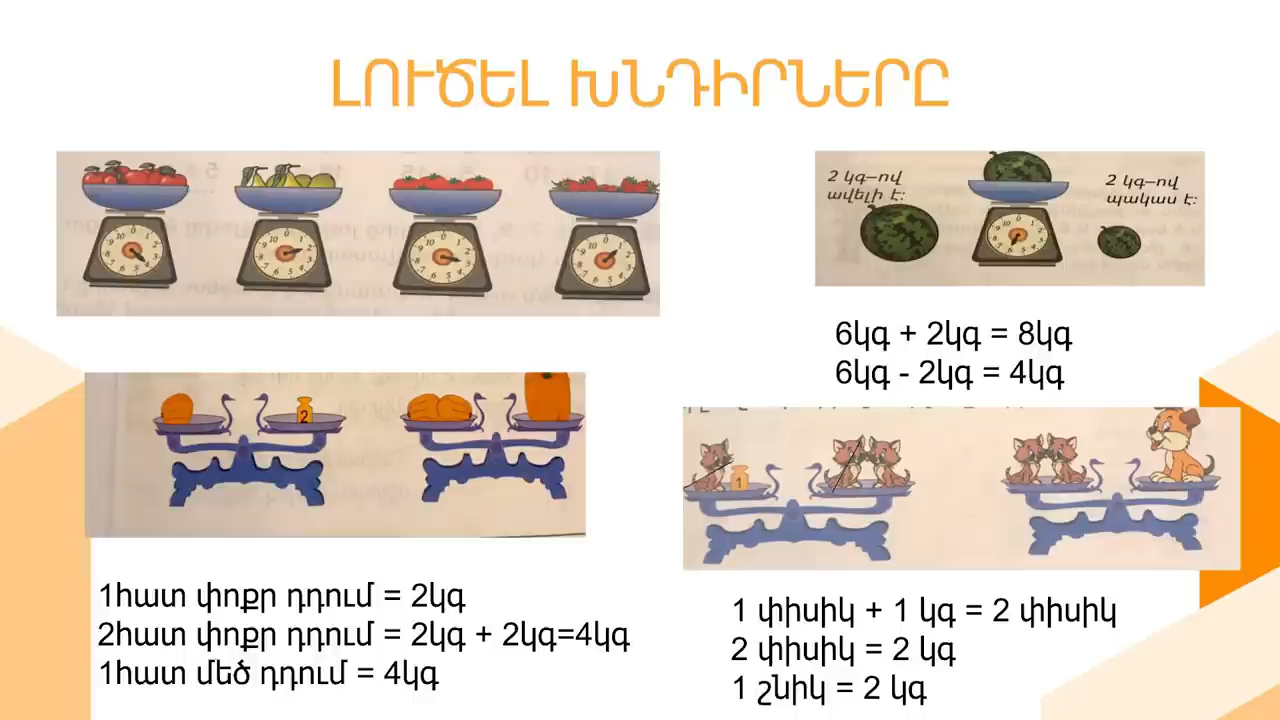 ԼՈՒԾԵԼ ԽՆԴԻՐՆԵՐԸ
2 կգ–ով
ավելի է:
2 կգ–ով
պակաս է:
6կգ + 2կգ = 8կգ
6կգ - 2կգ = 4կգ
2
1
1հատ փոքր դդում = 2կգ
2հատ փոքր դդում = 2կգ + 2կգ=4կգ
1հատ մեծ դդում = 4կգ
1 փիսիկ + 1 կգ = 2 փիսիկ
2 փիսիկ = 2 կգ
1 շնիկ = 2 կգ